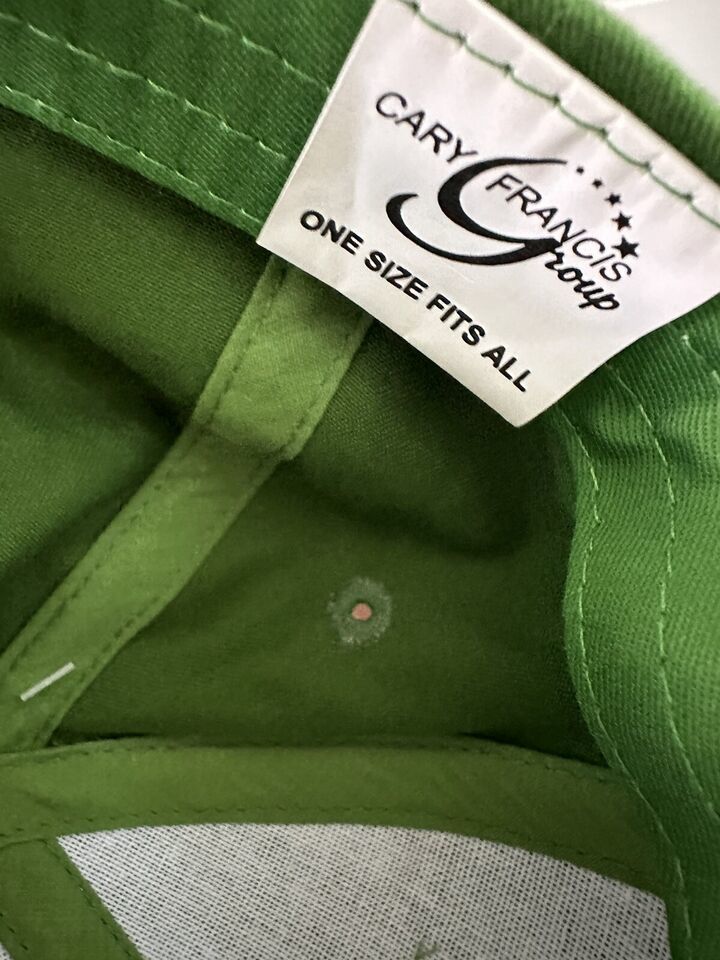 CARY FRANCIS
Group
ONE SIZE FITS ALL